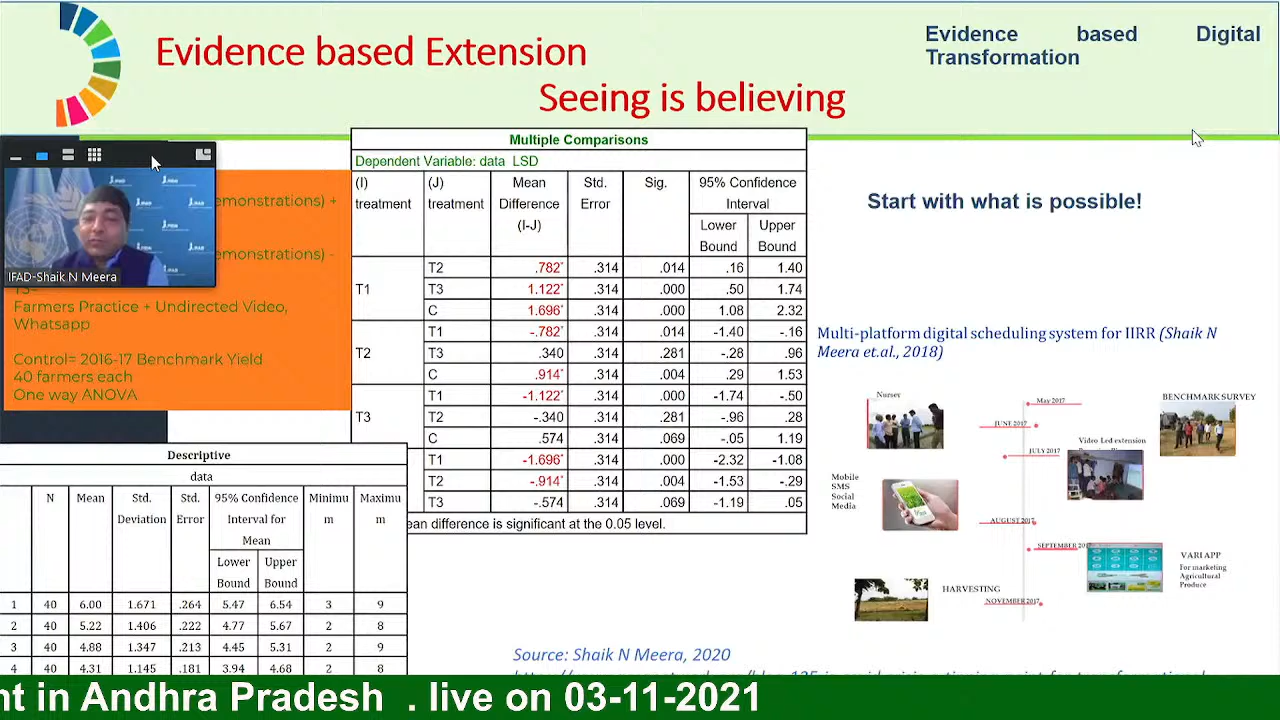 Evidence based Extension
Seeing is believing
Evidence based Digital
Transformation
IFAD-Shaik N Meera
emonstrations) +
emonstrations) -
Farmers Practice + Undirected Video,
Whatsapp
Control= 2016-17 Benchmark Yield
40 farmers each
One way ANOVA
Multiple Comparisons
Dependent Variable: data LSD
(I) treatment (J) treatment Mean Difference (I-J) Std. Error Sig. 95% Confidence Interval
Lower Bound Upper Bound
T1 T2 .782* .314 .014 .16 1.40
T3 1.122* .314 .000 .50 1.74
C 1.696* .314 .000 1.08 2.32
T2 T1 -.782* .314 .014 -1.40 -.16
T3 .340 .314 .281 -.28 .96
C .914* .314 .004 .29 1.53
T3 T1 -1.122* .314 .000 -1.74 -.50
T2 -.340 .314 .281 -.96 .28
C .574 .314 .069 -.05 1.19
T1 -1.696* .314 .000 -2.32 -1.08
T2 -.914* .314 .004 -1.53 -.29
T3 -.574 .314 .069 -1.19 .05
ean difference is significant at the 0.05 level.
Descriptive
data
N Mean Std. Deviation Std. Error 95% Confidence Interval for Mean Minimum Maximum
Lower Bound Upper Bound
1 40 6.00 1.671 .264 5.47 6.54 3 9
2 40 5.22 1.406 .222 4.77 5.67 2 8
3 40 4.88 1.347 .213 4.45 5.31 2 9
4 40 4.31 1.145 .181 3.94 4.68 2 8
Start with what is possible!
Multi-platform digital scheduling system for IIRR (Shaik N
Meera et.al., 2018)
Nursey
May 2017
BENCHMARK SURVEY
JUNE 2017
Video Led extension
JULY 2017
Mobile
SMS
Social
Media
AUGUST 2017
SEPTEMBER 2017
VARI APP
For marketing
Agricultural
Produce
HARVESTING
NOVEMBER 2017
Source: Shaik N Meera, 2020
nt in Andhra Pradesh . live on 03-11-2021